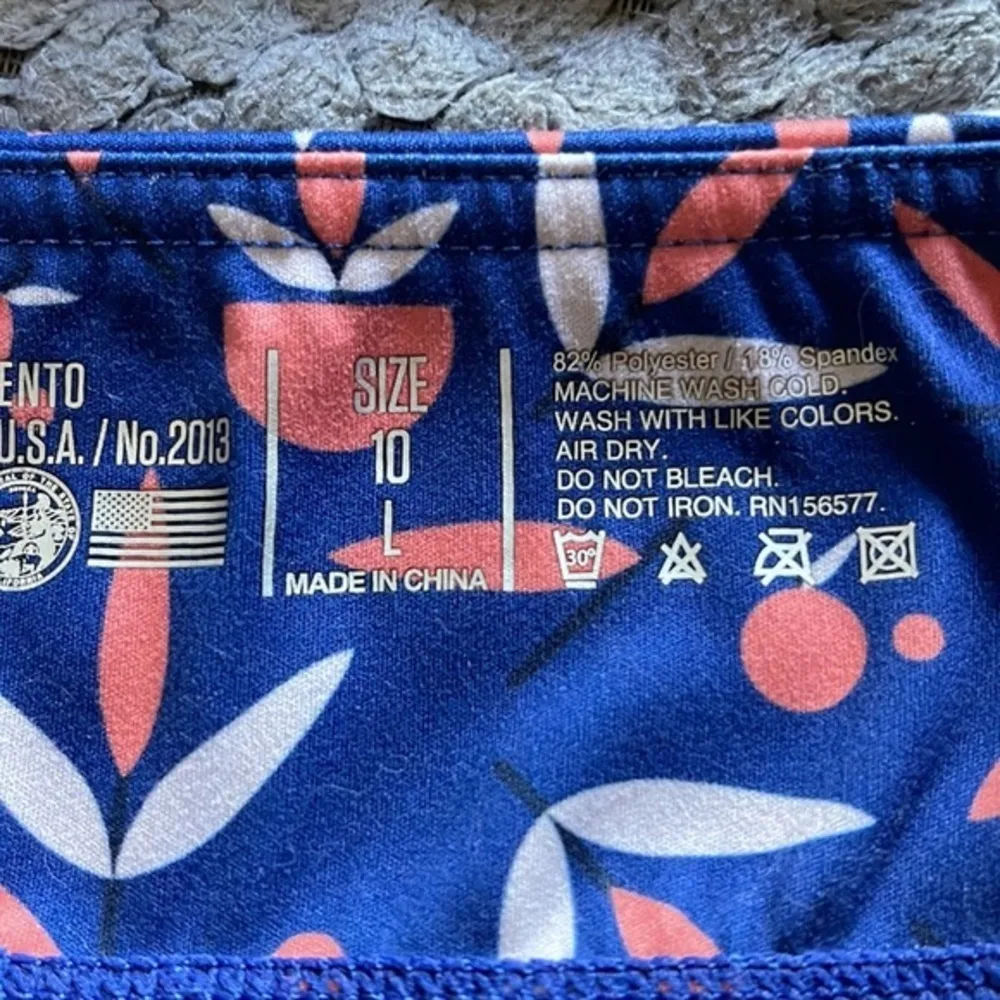 ENTO
U.S.A. / No.2013
SIZE
10
L
MADE IN CHINA
82% Polyester / 18% Spandex
MACHINE WASH COLD.
WASH WITH LIKE COLORS.
AIR DRY.
DO NOT BLEACH.
DO NOT IRON. RN156577.
30°